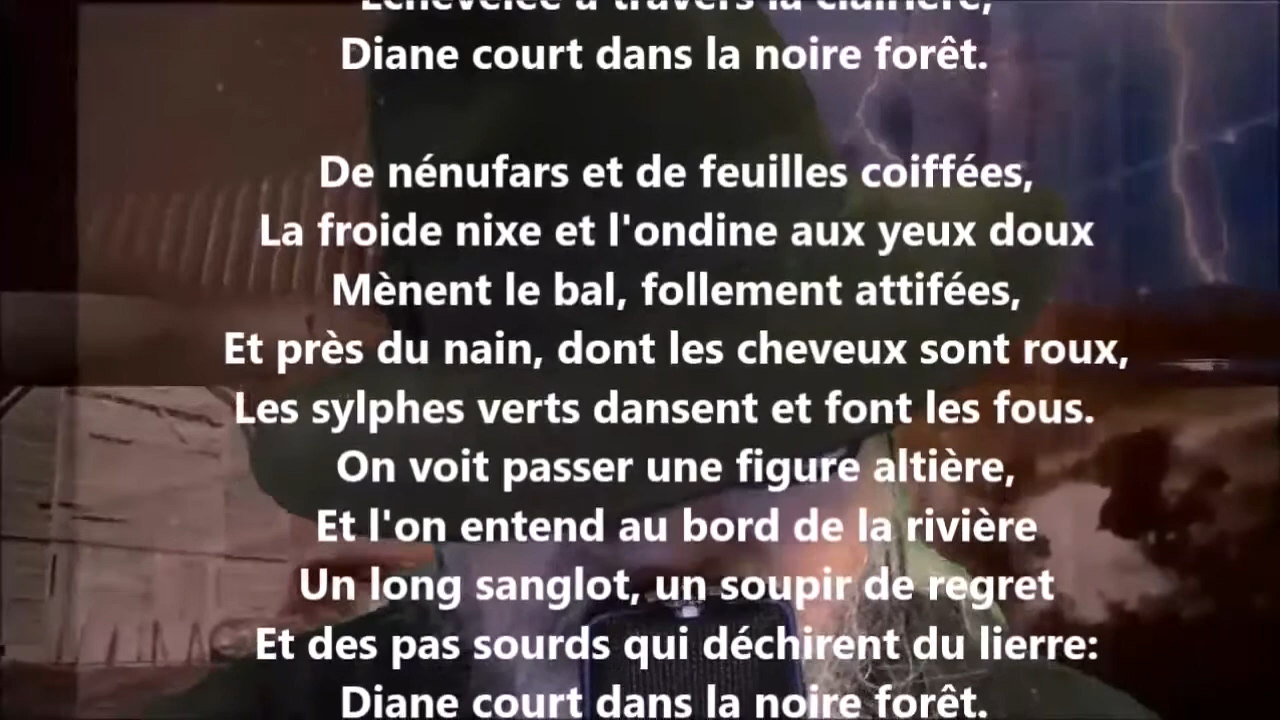 Échevelée à travers la clairière,
Diane court dans la noire forêt.
De nénufars et de feuilles coiffées,
La froide nixe et l'ondine aux yeux doux
Mènent le bal, follement attifées,
Et près du nain, dont les cheveux sont roux,
Les sylphes verts dansent et font les fous.
On voit passer une figure altière,
Et l'on entend au bord de la rivière
Un long sanglot, un soupir de regret
Et des pas sourds qui déchirent du lierre:
Diane court dans la noire forêt.